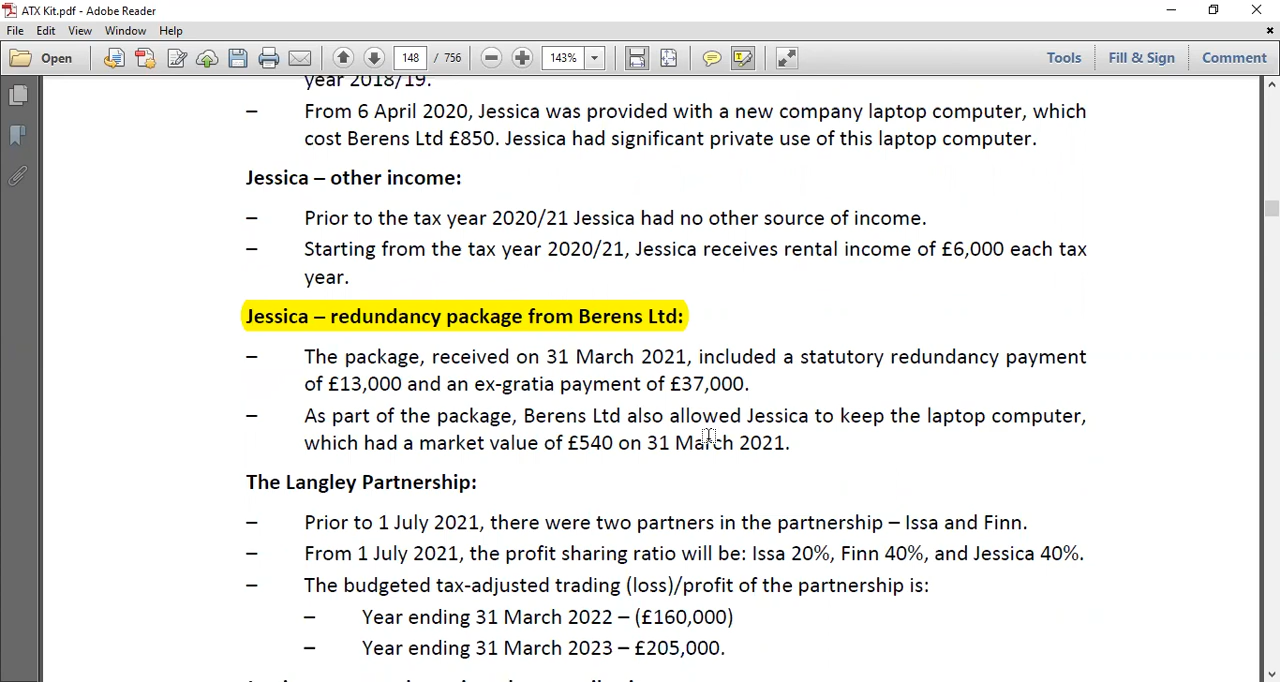 ATX Kit.pdf - Adobe Reader
File Edit View Window Help
Open 148 / 756 143% Tools Fill & Sign Comment
year 2018/19.
– From 6 April 2020, Jessica was provided with a new company laptop computer, which
cost Berens Ltd £850. Jessica had significant private use of this laptop computer.
Jessica – other income:
– Prior to the tax year 2020/21 Jessica had no other source of income.
– Starting from the tax year 2020/21, Jessica receives rental income of £6,000 each tax
year.
Jessica – redundancy package from Berens Ltd:
– The package, received on 31 March 2021, included a statutory redundancy payment
of £13,000 and an ex-gratia payment of £37,000.
– As part of the package, Berens Ltd also allowed Jessica to keep the laptop computer,
which had a market value of £540 on 31 March 2021.
The Langley Partnership:
– Prior to 1 July 2021, there were two partners in the partnership – Issa and Finn.
– From 1 July 2021, the profit sharing ratio will be: Issa 20%, Finn 40%, and Jessica 40%.
– The budgeted tax-adjusted trading (loss)/profit of the partnership is:
– Year ending 31 March 2022 – (£160,000)
– Year ending 31 March 2023 – £205,000.